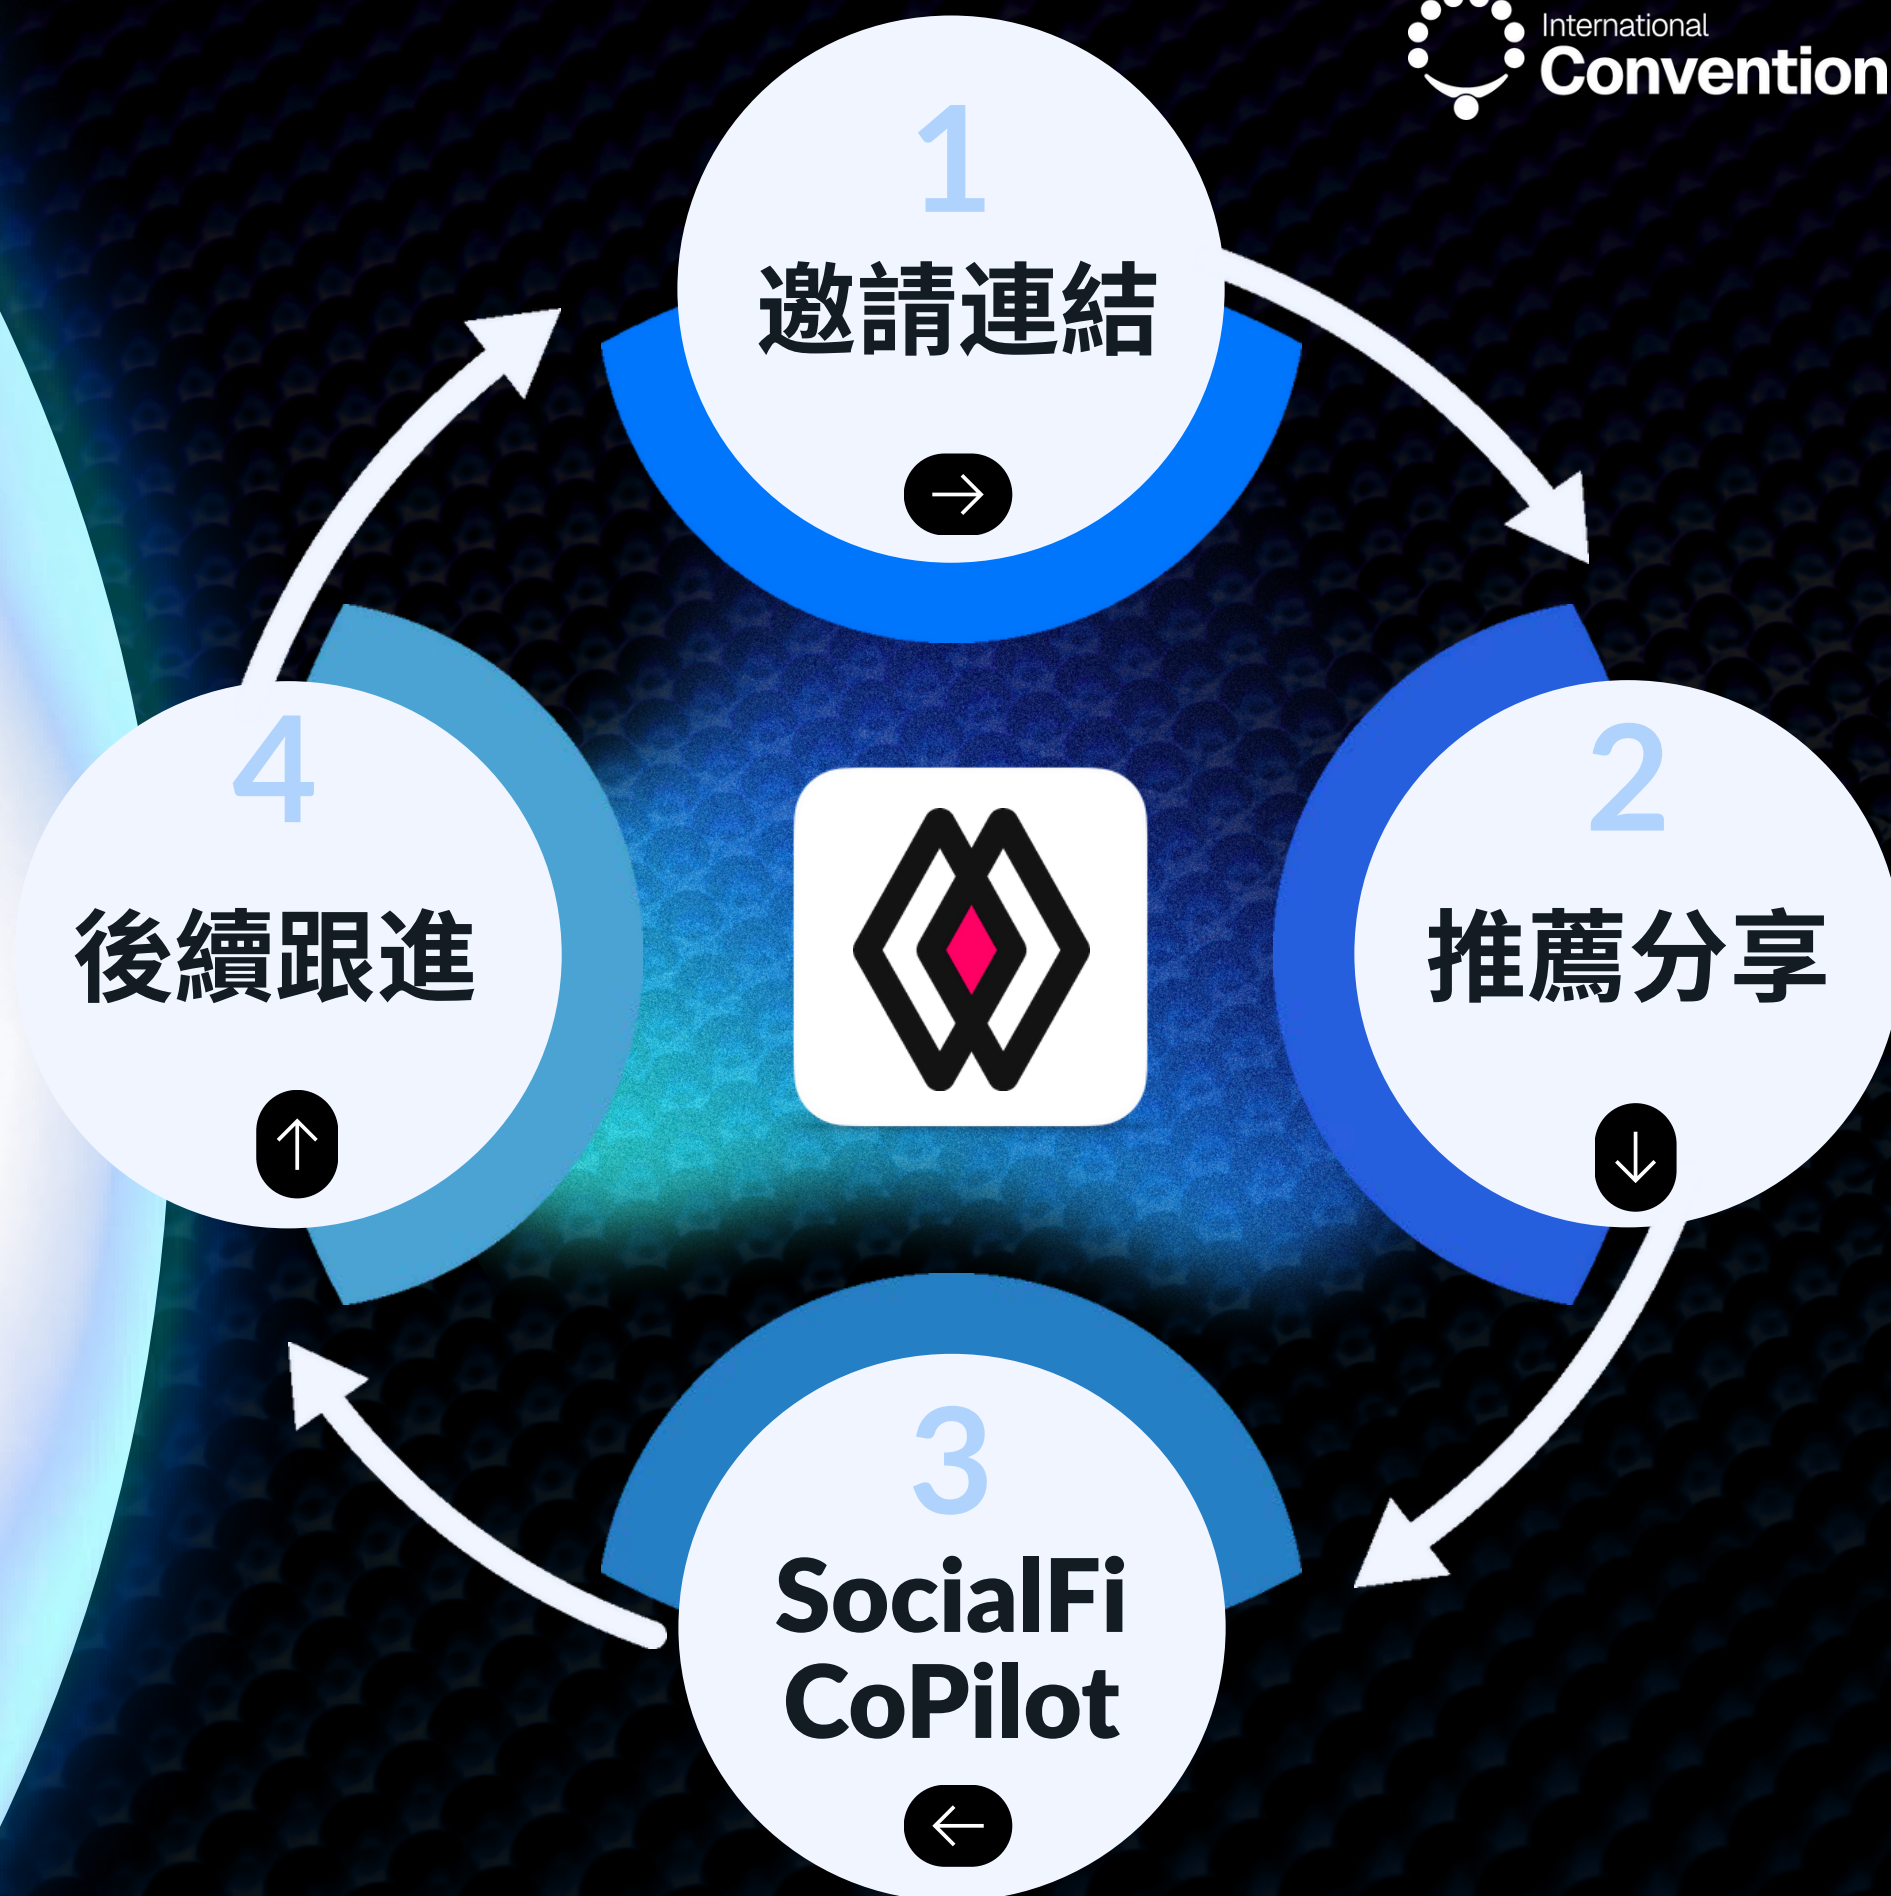 International
Convention
1
邀請連結
2
推薦分享
3
SocialFi
CoPilot
4
後續跟進